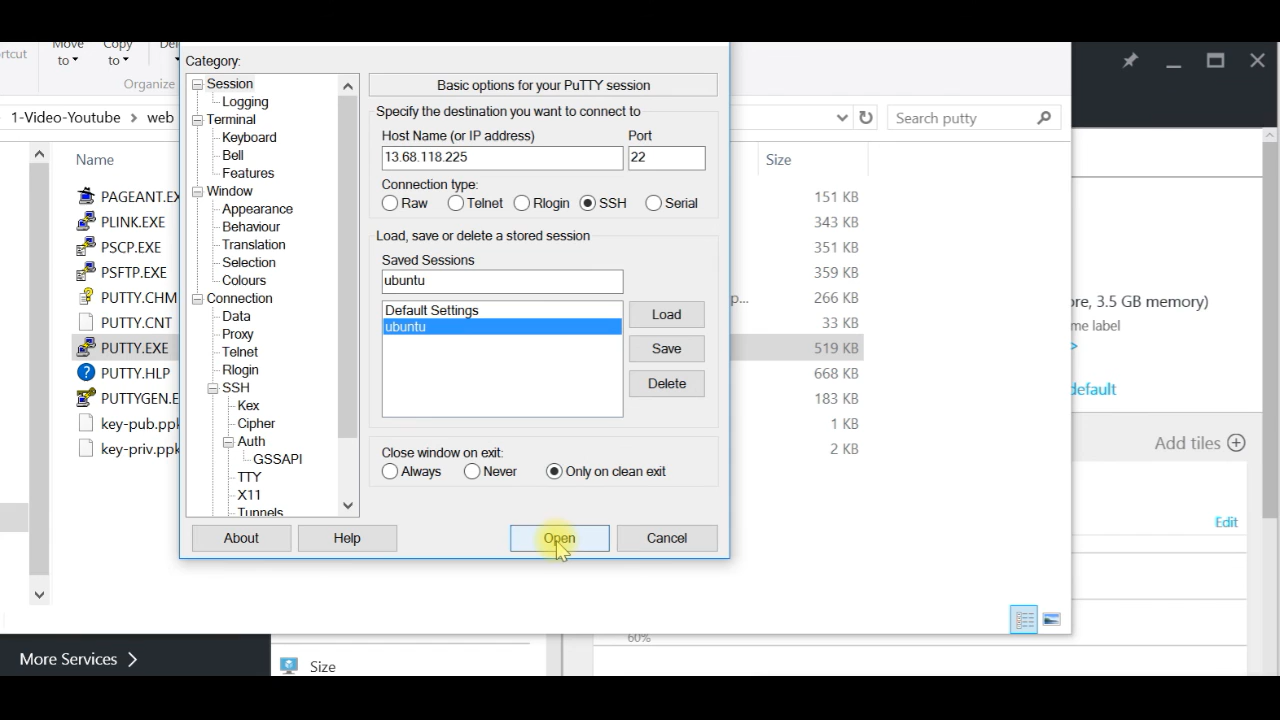 Move
to
Copy
to
Organize
1-Video-Youtube
web
Search putty
Name
Size
PAGEANT.EX
151 KB
PLINK.EXE
343 KB
PSCP.EXE
351 KB
PSFTP.EXE
359 KB
PUTTY.CHM
266 KB
PUTTY.CNT
33 KB
PUTTY.EXE
519 KB
PUTTY.HLP
668 KB
PUTTYGEN.E
183 KB
key-pub.ppk
1 KB
key-priv.ppk
2 KB
Category:
Session
Logging
Terminal
Keyboard
Bell
Features
Window
Appearance
Behaviour
Translation
Selection
Colours
Connection
Data
Proxy
Telnet
Rlogin
SSH
Kex
Cipher
Auth
GSSAPI
TTY
X11
Tunnels
Basic options for your PuTTY session
Specify the destination you want to connect to
Host Name (or IP address)
Port
13.68.118.225
22
Connection type:
Raw
Telnet
Rlogin
SSH
Serial
Load, save or delete a stored session
Saved Sessions
ubuntu
Default Settings
ubuntu
Load
Save
Delete
Close window on exit:
Always
Never
Only on clean exit
About
Help
Open
Cancel
ore, 3.5 GB memory)
me label
default
Add tiles
Edit
60%
More Services
Size